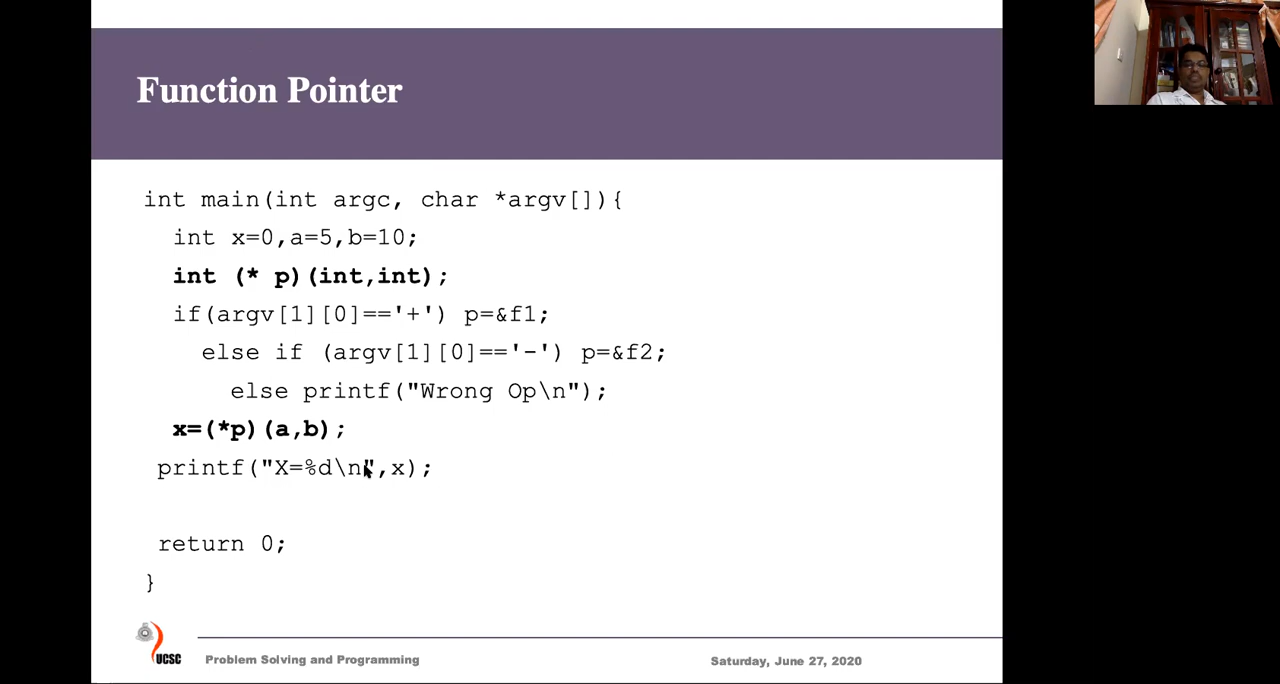 Function Pointer
int main(int argc, char *argv[]){
int x=0,a=5,b=10;
int (* p)(int,int);
if(argv[1][0]=='+') p=&f1;
else if (argv[1][0]=='-') p=&f2;
else printf("Wrong Op\n");
x=(*p)(a,b);
printf("X=%d\n",x);
return 0;
}
UCSC
Problem Solving and Programming
Saturday, June 27, 2020